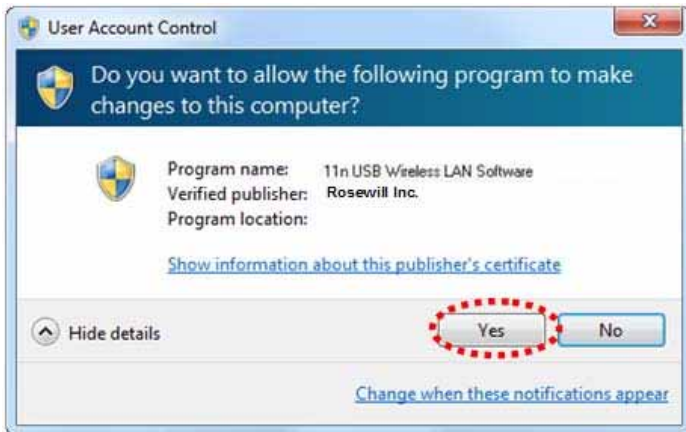 User Account Control
Do you want to allow the following program to make
changes to this computer?
Program name: 11n USB Wireless LAN Software
Verified publisher: Rosewill Inc.
Program location:
Show information about this publisher's certificate
Hide details
Yes
No
Change when these notifications appear